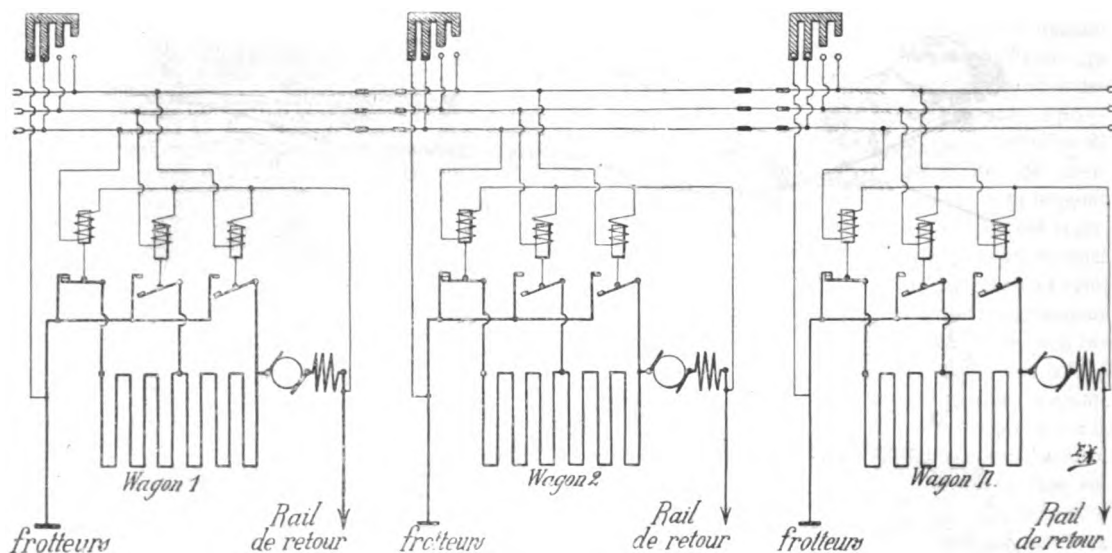 Wagon 1
Wagon 2
Wagon n.
frotteurs
Rail
de retour
frotteurs
Rail
de retour
frotteurs
Rail
de retour